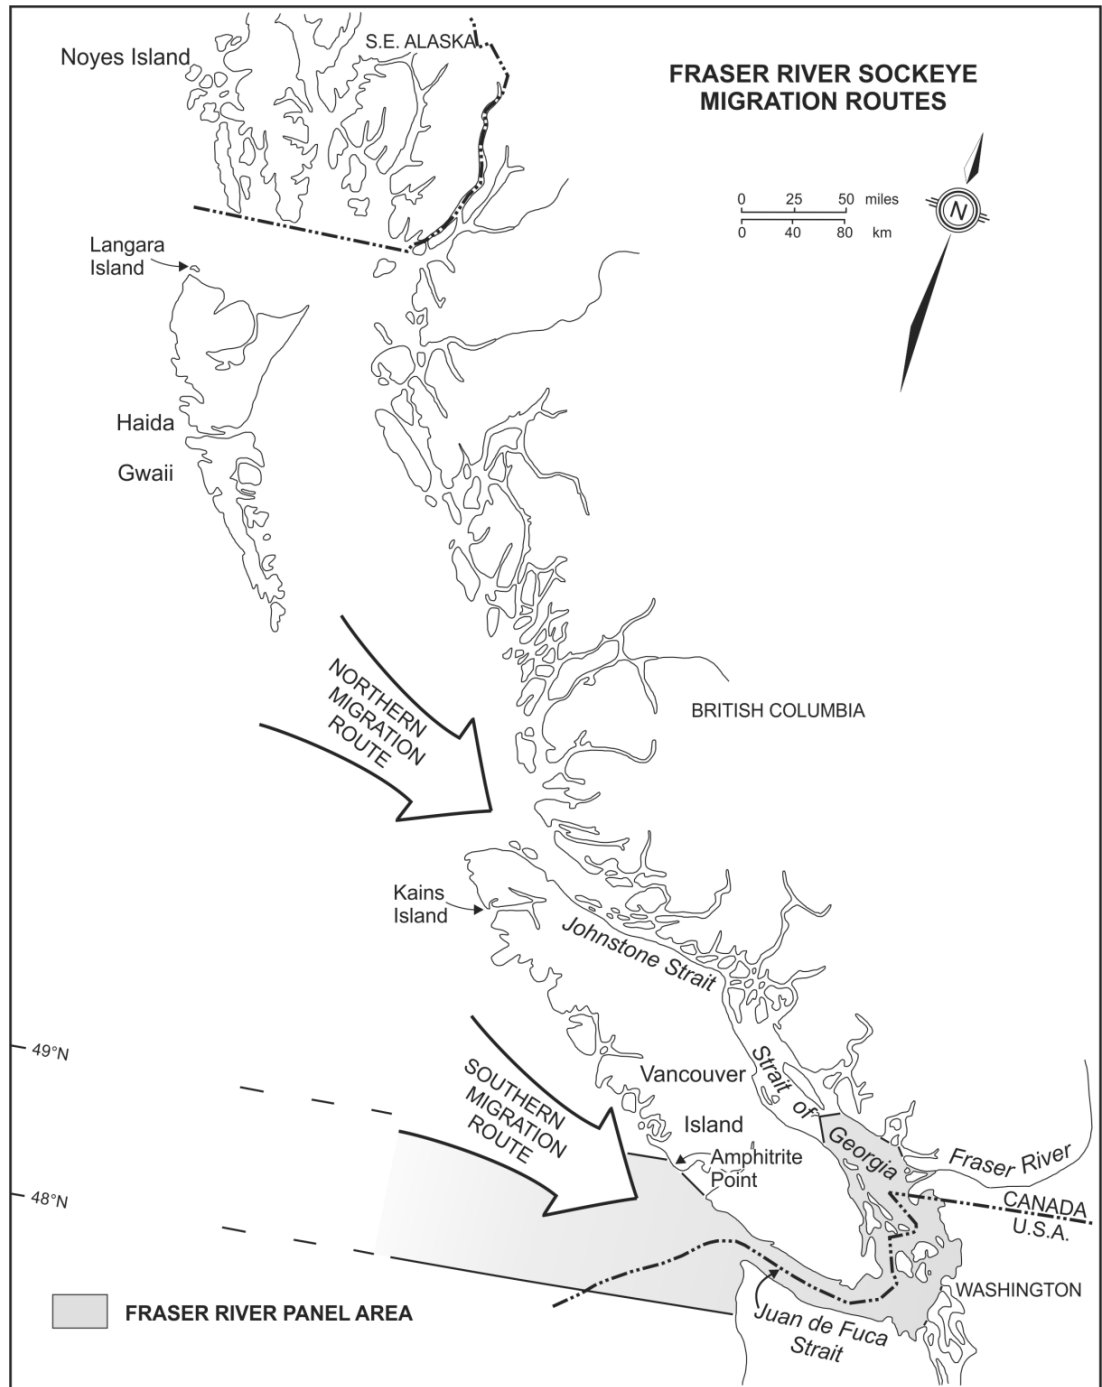 FRASER RIVER SOCKEYE
MIGRATION ROUTES
S.E. ALASKA
Noyes Island
0 25 50 miles
0 40 80 km
N
Langara
Island
Haida
Gwaii
NORTHERN
MIGRATION
ROUTE
BRITISH COLUMBIA
Kains
Island
Johnstone Strait
49°N
SOUTHERN
MIGRATION
ROUTE
Vancouver
Island
Strait of
Georgia
Amphitrite
Point
Fraser River
48°N
CANADA
U.S.A.
WASHINGTON
Juan de Fuca
Strait
FRASER RIVER PANEL AREA